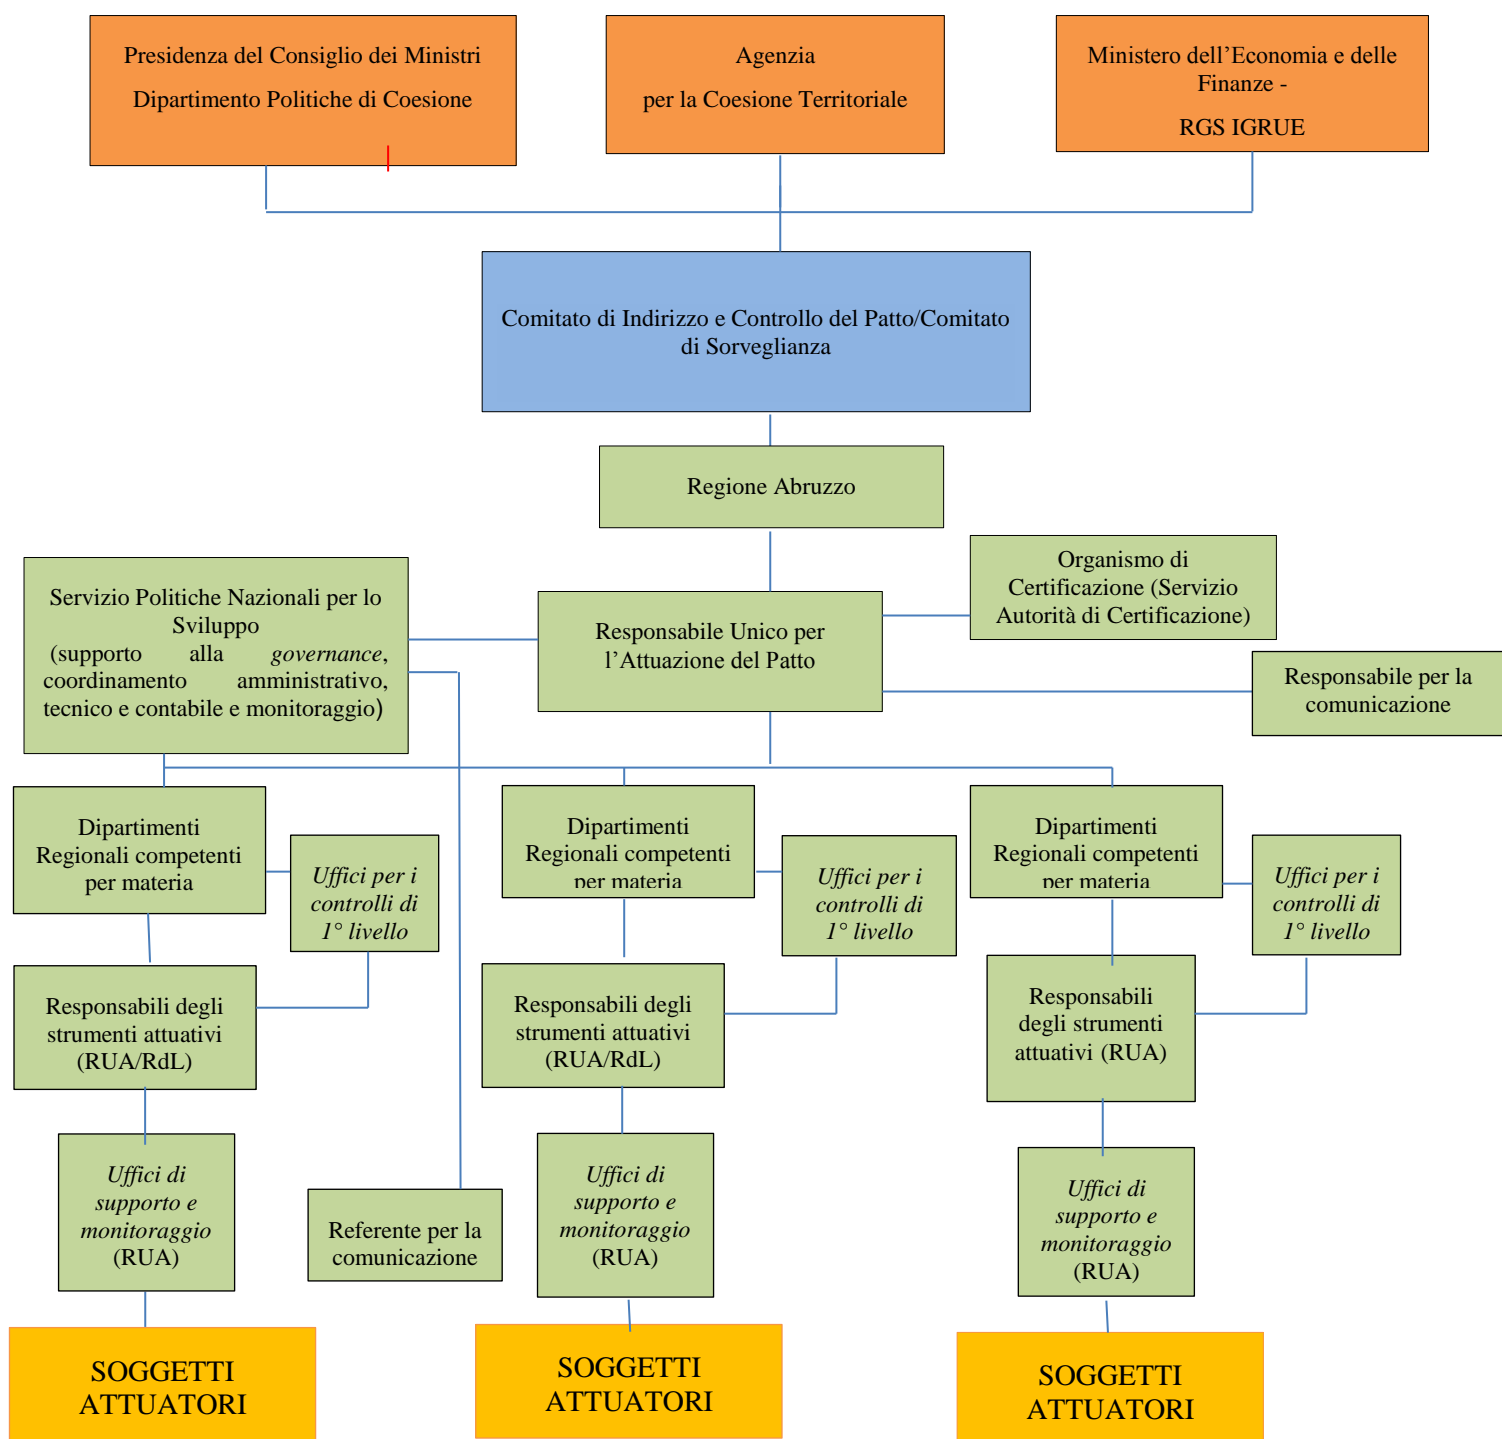 Presidenza del Consiglio dei Ministri
Dipartimento Politiche di Coesione
Agenzia
per la Coesione Territoriale
Ministero dell’Economia e delle
Finanze -
RGS IGRUE
Comitato di Indirizzo e Controllo del Patto/Comitato
di Sorveglianza
Regione Abruzzo
Servizio Politiche Nazionali per lo
Sviluppo
(supporto alla governance,
coordinamento amministrativo,
tecnico e contabile e monitoraggio)
Responsabile Unico per
l’Attuazione del Patto
Organismo di
Certificazione (Servizio
Autorità di Certificazione)
Responsabile per la
comunicazione
Dipartimenti
Regionali competenti
per materia
Uffici per i
controlli di
1° livello
Dipartimenti
Regionali competenti
per materia
Uffici per i
controlli di
1° livello
Dipartimenti
Regionali competenti
per materia
Uffici per i
controlli di
1° livello
Responsabili degli
strumenti attuativi
(RUA/RdL)
Responsabili degli
strumenti attuativi
(RUA/RdL)
Responsabili
degli strumenti
attuativi (RUA)
Uffici di
supporto e
monitoraggio
(RUA)
Referente per la
comunicazione
Uffici di
supporto e
monitoraggio
(RUA)
Uffici di
supporto e
monitoraggio
(RUA)
SOGGETTI
ATTUATORI
SOGGETTI
ATTUATORI
SOGGETTI
ATTUATORI